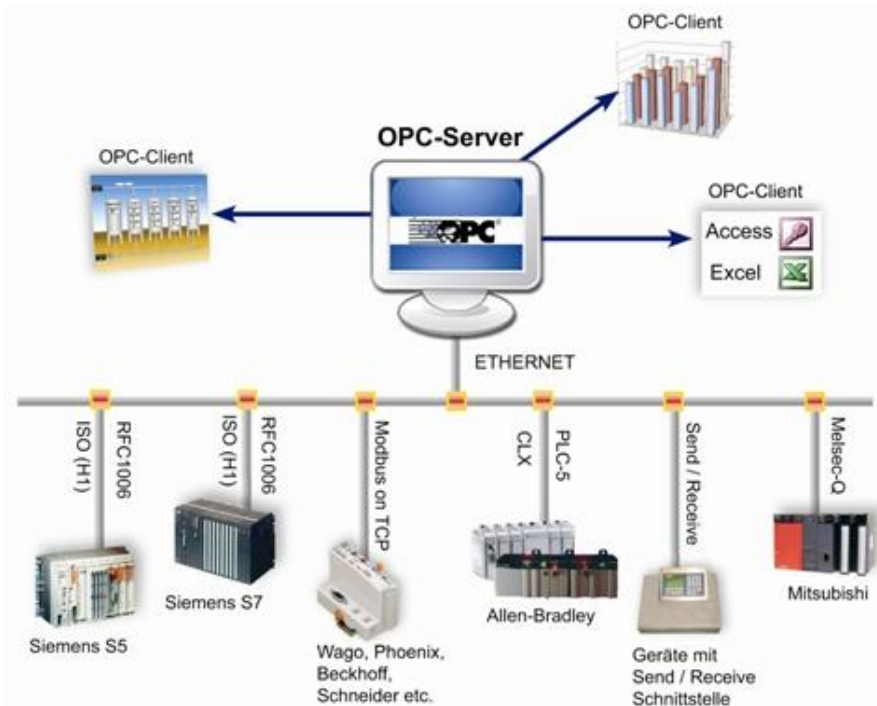 OPC-Client
OPC-Server
OPC-Client
OPC-Client
Access
Excel
OPC
ETHERNET
RFC1006
ISO (H1)
RFC1006
ISO (H1)
Modbus on TCP
PLC-5
CLX
Send / Receive
Melsec-Q
Siemens S5
Siemens S7
Wago, Phoenix,
Beckhoff,
Schneider etc.
Allen-Bradley
Geräte mit
Send / Receive
Schnittstelle
Mitsubishi